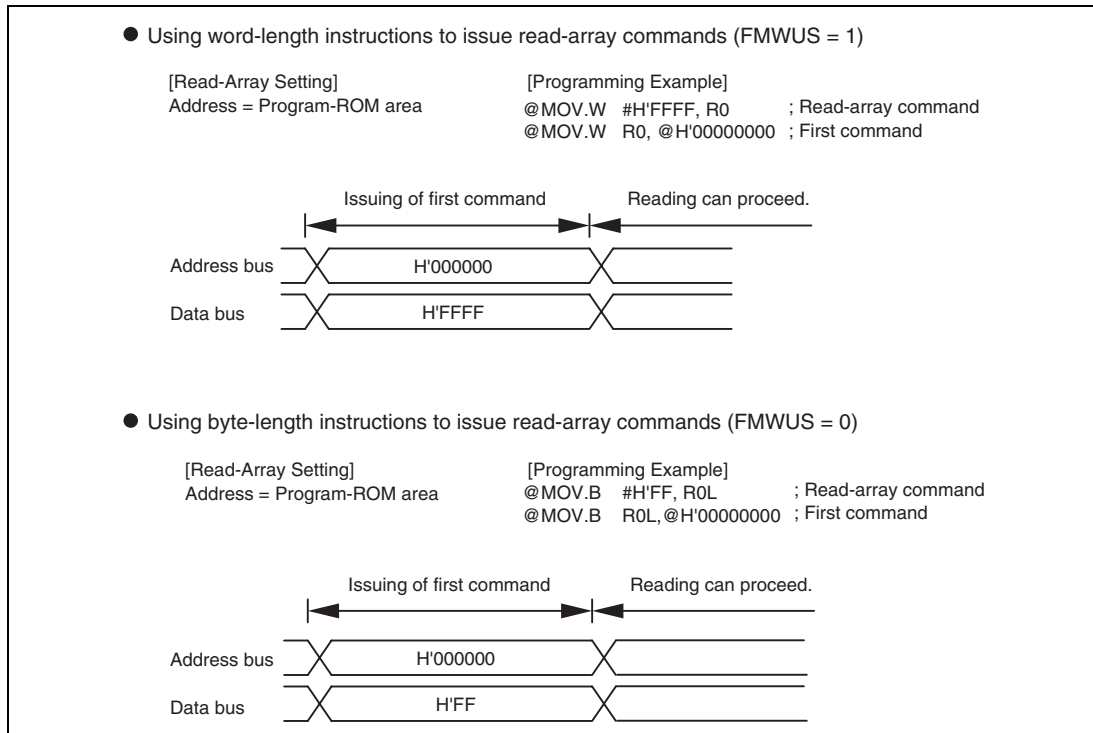 ● Using word-length instructions to issue read-array commands (FMWUS = 1)
[Read-Array Setting]
Address = Program-ROM area
[Programming Example]
@MOV.W #H'FFFF, R0 ; Read-array command
@MOV.W R0, @H'00000000 ; First command
Issuing of first command Reading can proceed.
Address bus H'000000
Data bus H'FFFF
● Using byte-length instructions to issue read-array commands (FMWUS = 0)
[Read-Array Setting]
Address = Program-ROM area
[Programming Example]
@MOV.B #H'FF, R0L ; Read-array command
@MOV.B R0L,@H'00000000 ; First command
Issuing of first command Reading can proceed.
Address bus H'000000
Data bus H'FF